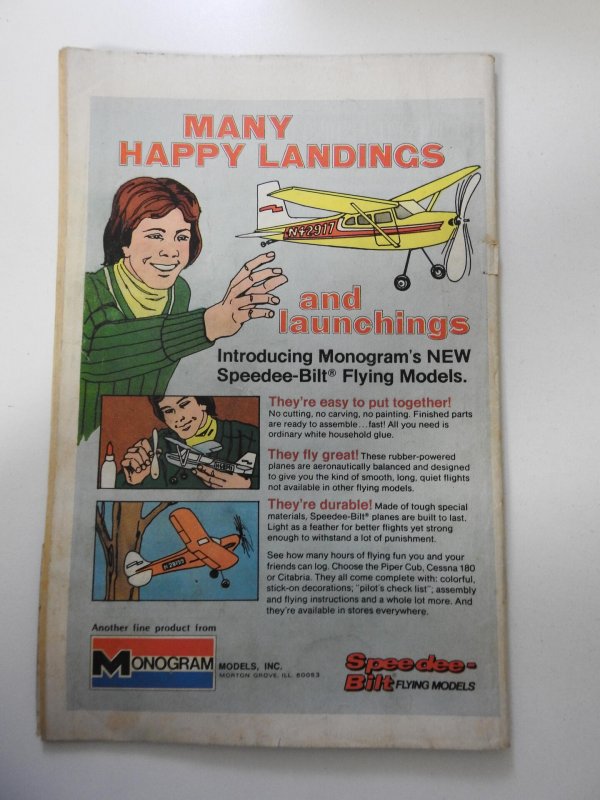 MANY
HAPPY LANDINGS
N42917
and
launchings
Introducing Monogram's NEW
Speedee-Bilt® Flying Models.
They're easy to put together!
No cutting, no carving, no painting. Finished parts
are ready to assemble...fast! All you need is
ordinary white household glue.
They fly great! These rubber-powered
planes are aeronautically balanced and designed
to give you the kind of smooth, long, quiet flights
not available in other flying models.
They're durable! Made of tough special
materials, Speedee-Bilt® planes are built to last.
Light as a feather for better flights yet strong
enough to withstand a lot of punishment.
See how many hours of flying fun you and your
friends can log. Choose the Piper Cub, Cessna 180
or Citabria. They all come complete with: colorful,
stick-on decorations; "pilot's check list"; assembly
and flying instructions and a whole lot more. And
they're available in stores everywhere.
Another fine product from
MONOGRAM MODELS, INC.
MORTON GROVE, ILL. 60053
Speedee-
Bilt FLYING MODELS